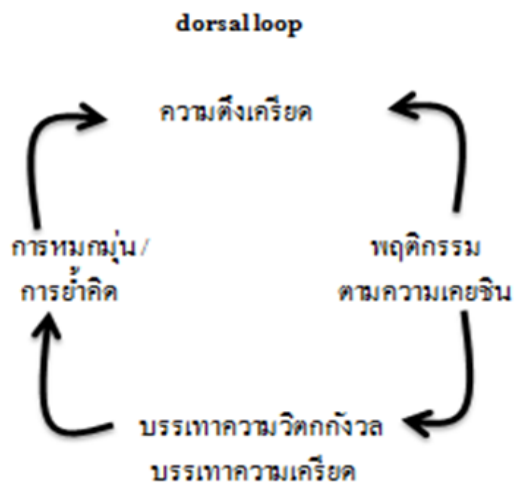 dorsal loop
ความตึงเครียด
การหมกมุ่น /
การย้ำคิด
พฤติกรรม
ตามความเคยชิน
บรรเทาความวิตกกังวล
บรรเทาความเครียด